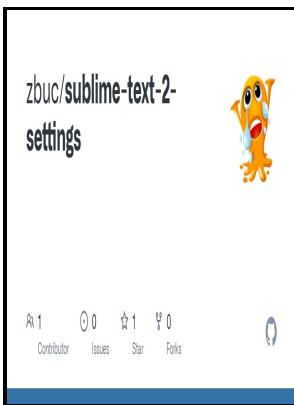 zbuc/sublime-text-2-
settings
1 0 1 0
Contributor Issues Star Forks